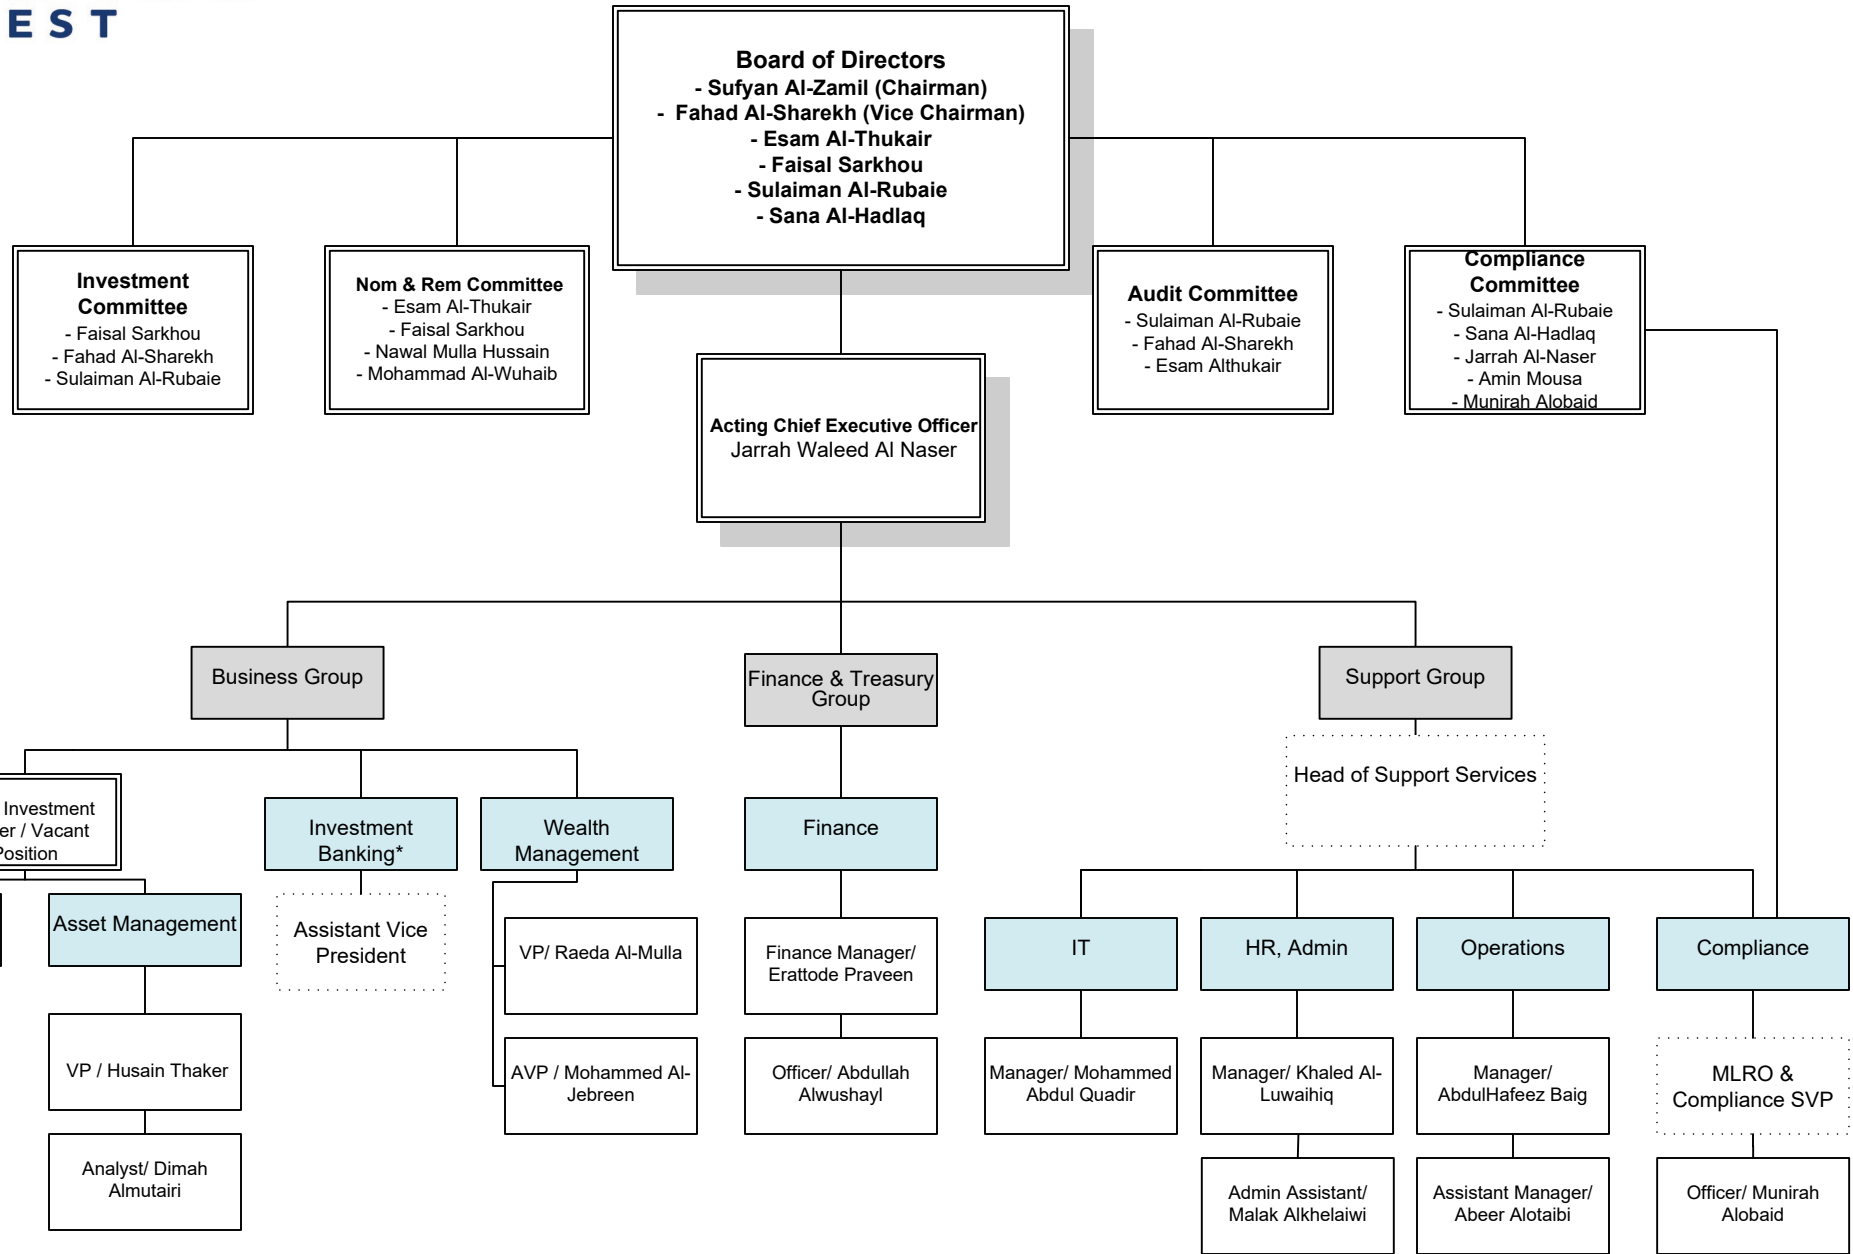 EST
Board of Directors
- Sufyan Al-Zamil (Chairman)
- Fahad Al-Sharekh (Vice Chairman)
- Esam Al-Thukair
- Faisal Sarkhou
- Sulaiman Al-Rubaie
- Sana Al-Hadlaq
Investment
Committee
- Faisal Sarkhou
- Fahad Al-Sharekh
- Sulaiman Al-Rubaie
Nom & Rem Committee
- Esam Al-Thukair
- Faisal Sarkhou
- Nawal Mulla Hussain
- Mohammad Al-Wuhaib
Audit Committee
- Sulaiman Al-Rubaie
- Fahad Al-Sharekh
- Esam Althukair
Compliance
Committee
- Sulaiman Al-Rubaie
- Sana Al-Hadlaq
- Jarrah Al-Naser
- Amin Mousa
- Munirah Alobaid
Acting Chief Executive Officer
Jarrah Waleed Al Naser
Business Group
Finance & Treasury
Group
Support Group
Head of Support Services
Investment
er / Vacant
Position
Investment
Banking*
Wealth
Management
Finance
Asset Management
Assistant Vice
President
VP/ Raeda Al-Mulla
Finance Manager/
Erattode Praveen
IT
HR, Admin
Operations
Compliance
VP / Husain Thaker
AVP / Mohammed Al-
Jebreen
Officer/ Abdullah
Alwushayl
Manager/ Mohammed
Abdul Quadir
Manager/ Khaled Al-
Luwaihiq
Manager/
AbdulHafeez Baig
MLRO &
Compliance SVP
Analyst/ Dimah
Almutairi
Admin Assistant/
Malak Alkhelaiwi
Assistant Manager/
Abeer Alotaibi
Officer/ Munirah
Alobaid